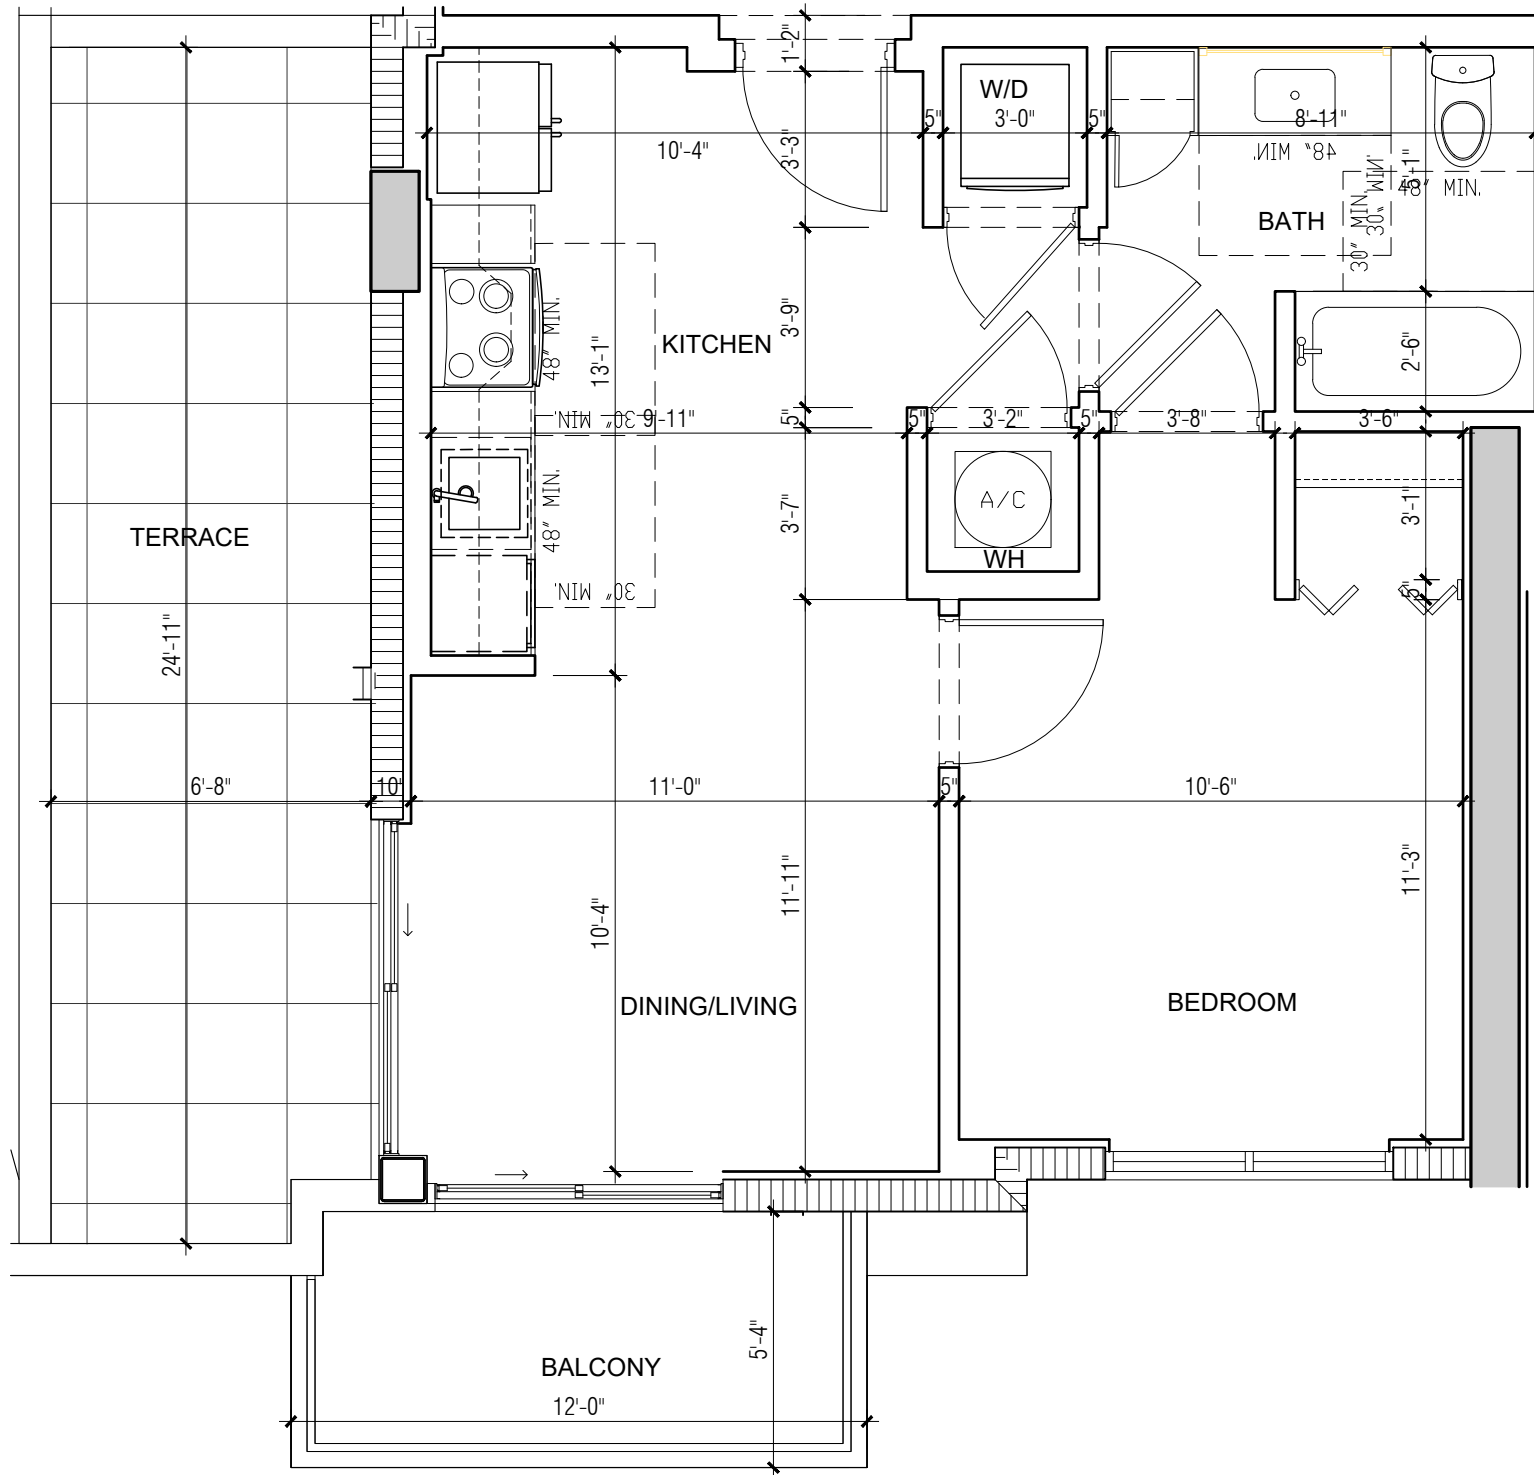 1'-2"
W/D
5"
3'-0"
5"
8'-11"
10'-4"
3'-3"
48" MIN.
5'-1"
48" MIN.
30" MIN.
30" MIN.
BATH
48" MIN.
KITCHEN
3'-9"
13'-1"
2'-6"
30" MIN.
9'-11"
5"
5"
3'-2"
5"
3'-8"
3'-6"
48" MIN.
A/C
3'-7"
3'-1"
TERRACE
WH
30" MIN.
5"
24'-11"
6'-8"
10"
11'-0"
5"
10'-6"
11'-11"
11'-3"
10'-4"
DINING/LIVING
BEDROOM
5'-4"
BALCONY
12'-0"